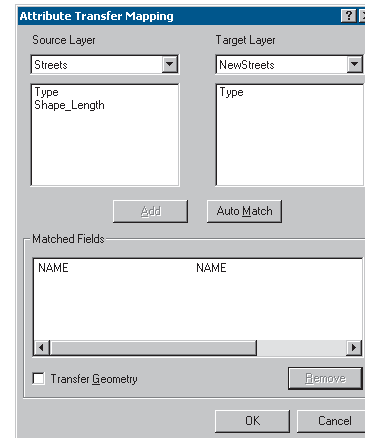 Attribute Transfer Mapping ?
Source Layer Target Layer
Streets NewStreets
Type Type
Shape_Length
Add Auto Match
Matched Fields
NAME NAME
Transfer Geometry Remove
OK Cancel